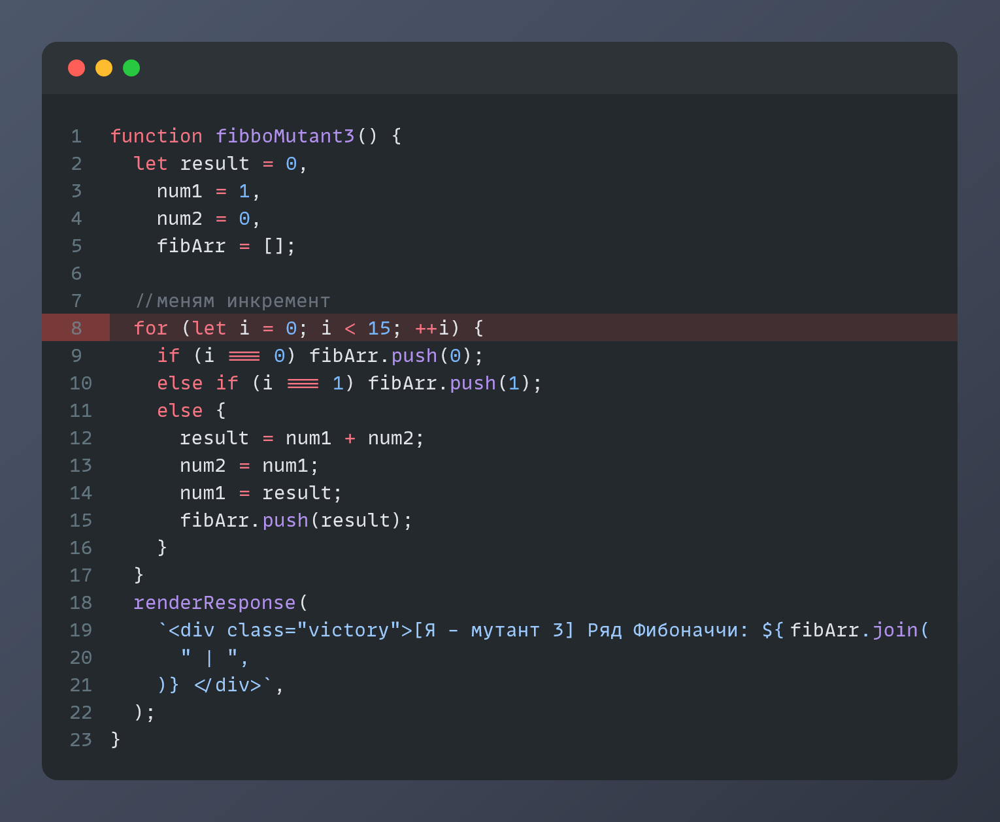 1 function fibboMutant3() {
2 let result = 0,
3 num1 = 1,
4 num2 = 0,
5 fibArr = [];
6
7 //меням инкремент
8 for (let i = 0; i < 15; ++i) {
9 if (i === 0) fibArr.push(0);
10 else if (i === 1) fibArr.push(1);
11 else {
12 result = num1 + num2;
13 num2 = num1;
14 num1 = result;
15 fibArr.push(result);
16 }
17 }
18 renderResponse(
19 `<div class="victory">[Я - мутант 3] Ряд Фибоначчи: ${fibArr.join(
20 " | ",
21 )} </div>`,
22 );
23 }